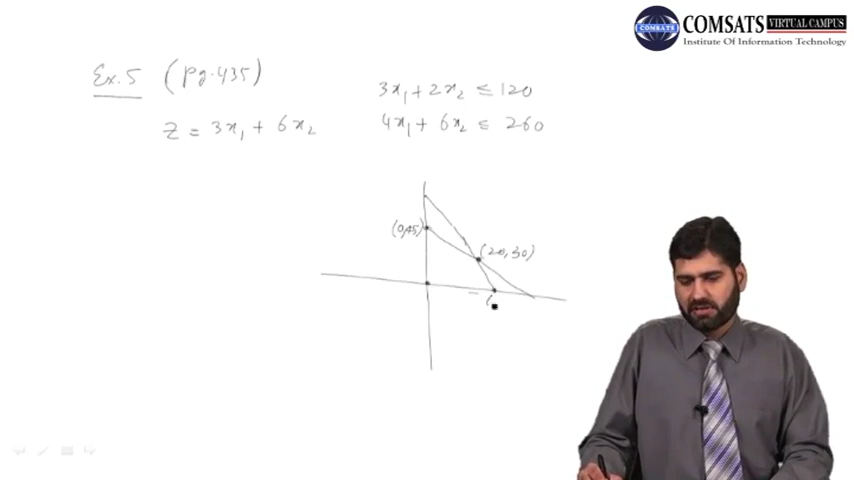 COMSATS VIRTUAL CAMPUS
Institute Of Information Technology
COMSATS
Ex.5 (Pg.435)
3x₁ + 2x₂ ≤ 120
Z = 3x₁ + 6x₂
4x₁ + 6x₂ ≤ 260
(0,45)
(20,30)